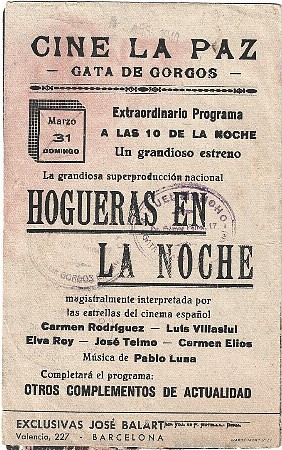 CINE LA PAZ
— GATA DE GORGOS —
Marzo
31
DOMINGO
Extraordinario Programa
A LAS 10 DE LA NOCHE
Un grandioso estreno
La grandiosa superproducción nacional
HOGUERAS EN
LA NOCHE
magistralmente interpretada por
las estrellas del cinema español
Carmen Rodríguez — Luis Villasiul
Elva Roy — José Telmo — Carmen Elios
Música de Pablo Luna
Completará el programa:
OTROS COMPLEMENTOS DE ACTUALIDAD
EXCLUSIVAS JOSÉ BALART
Valencia, 227 - BARCELONA